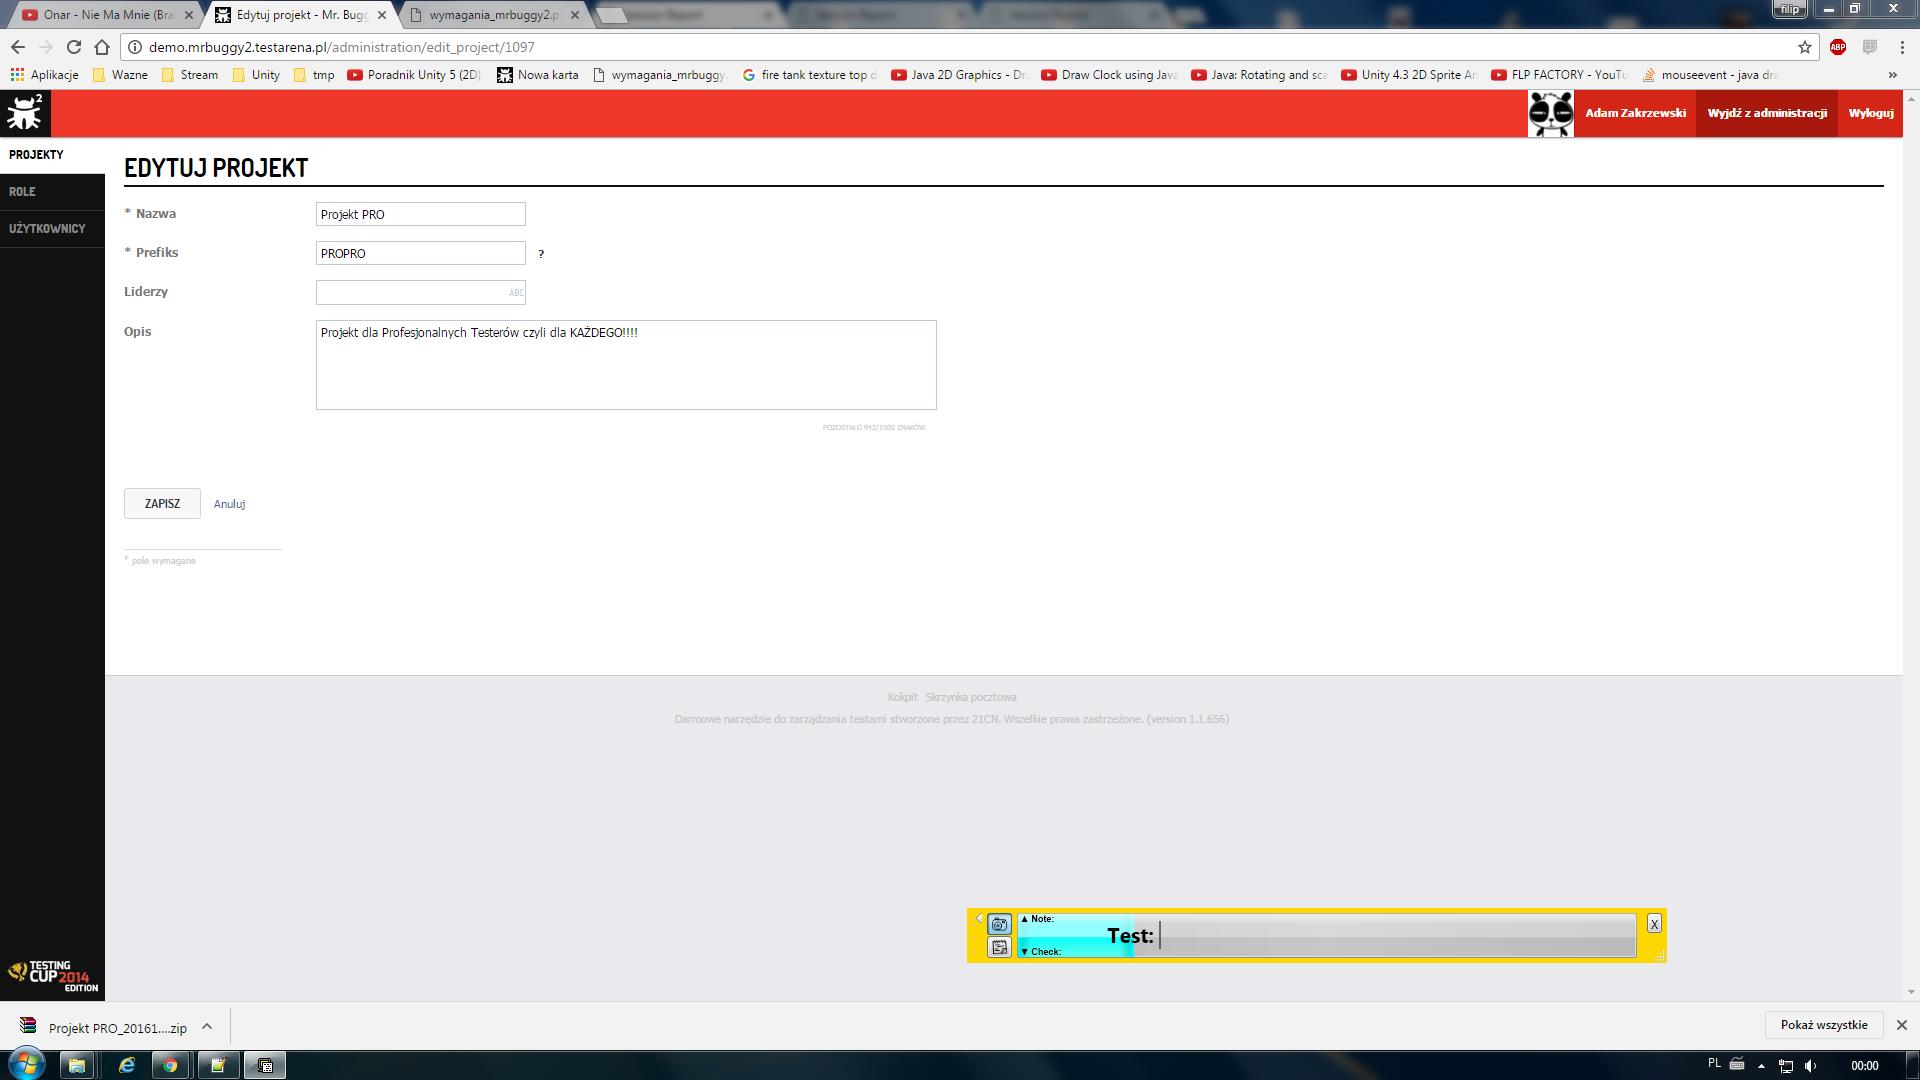 Onar - Nie Ma Mnie (Bra
Edytuj projekt - Mr. Bugg
wymagania_mrbuggy2.p
filip
demo.mrbuggy2.testarena.pl/administration/edit_project/1097
ABP
Aplikacje
Wazne
Stream
Unity
tmp
Poradnik Unity 5 (2D)
Nowa karta
wymagania_mrbuggy.
fire tank texture top d
Java 2D Graphics - Dr
Draw Clock using Java
Java: Rotating and sca
Unity 4.3 2D Sprite An
FLP FACTORY - YouTu
mouseevent - java dra
»
2
Adam Zakrzewski
Wyjdź z administracji
Wyloguj
PROJEKTY
ROLE
UŻYTKOWNICY
EDYTUJ PROJEKT
* Nazwa
Projekt PRO
* Prefiks
PROPRO
?
Liderzy
ABC
Opis
Projekt dla Profesjonalnych Testerów czyli dla KAŻDEGO!!!!
POZOSTAŁO 942/1000 ZNAKÓW.
ZAPISZ
Anuluj
* pole wymagane
Kokpit Skrzynka pocztowa
Darmowe narzędzie do zarządzania testami stworzone przez 21CN. Wszelkie prawa zastrzeżone. (version 1.1.656)
▲ Note:
Test:
▼ Check:
X
TESTING
CUP 2014
EDITION
Projekt PRO_20161....zip
Pokaż wszystkie
PL
00:00